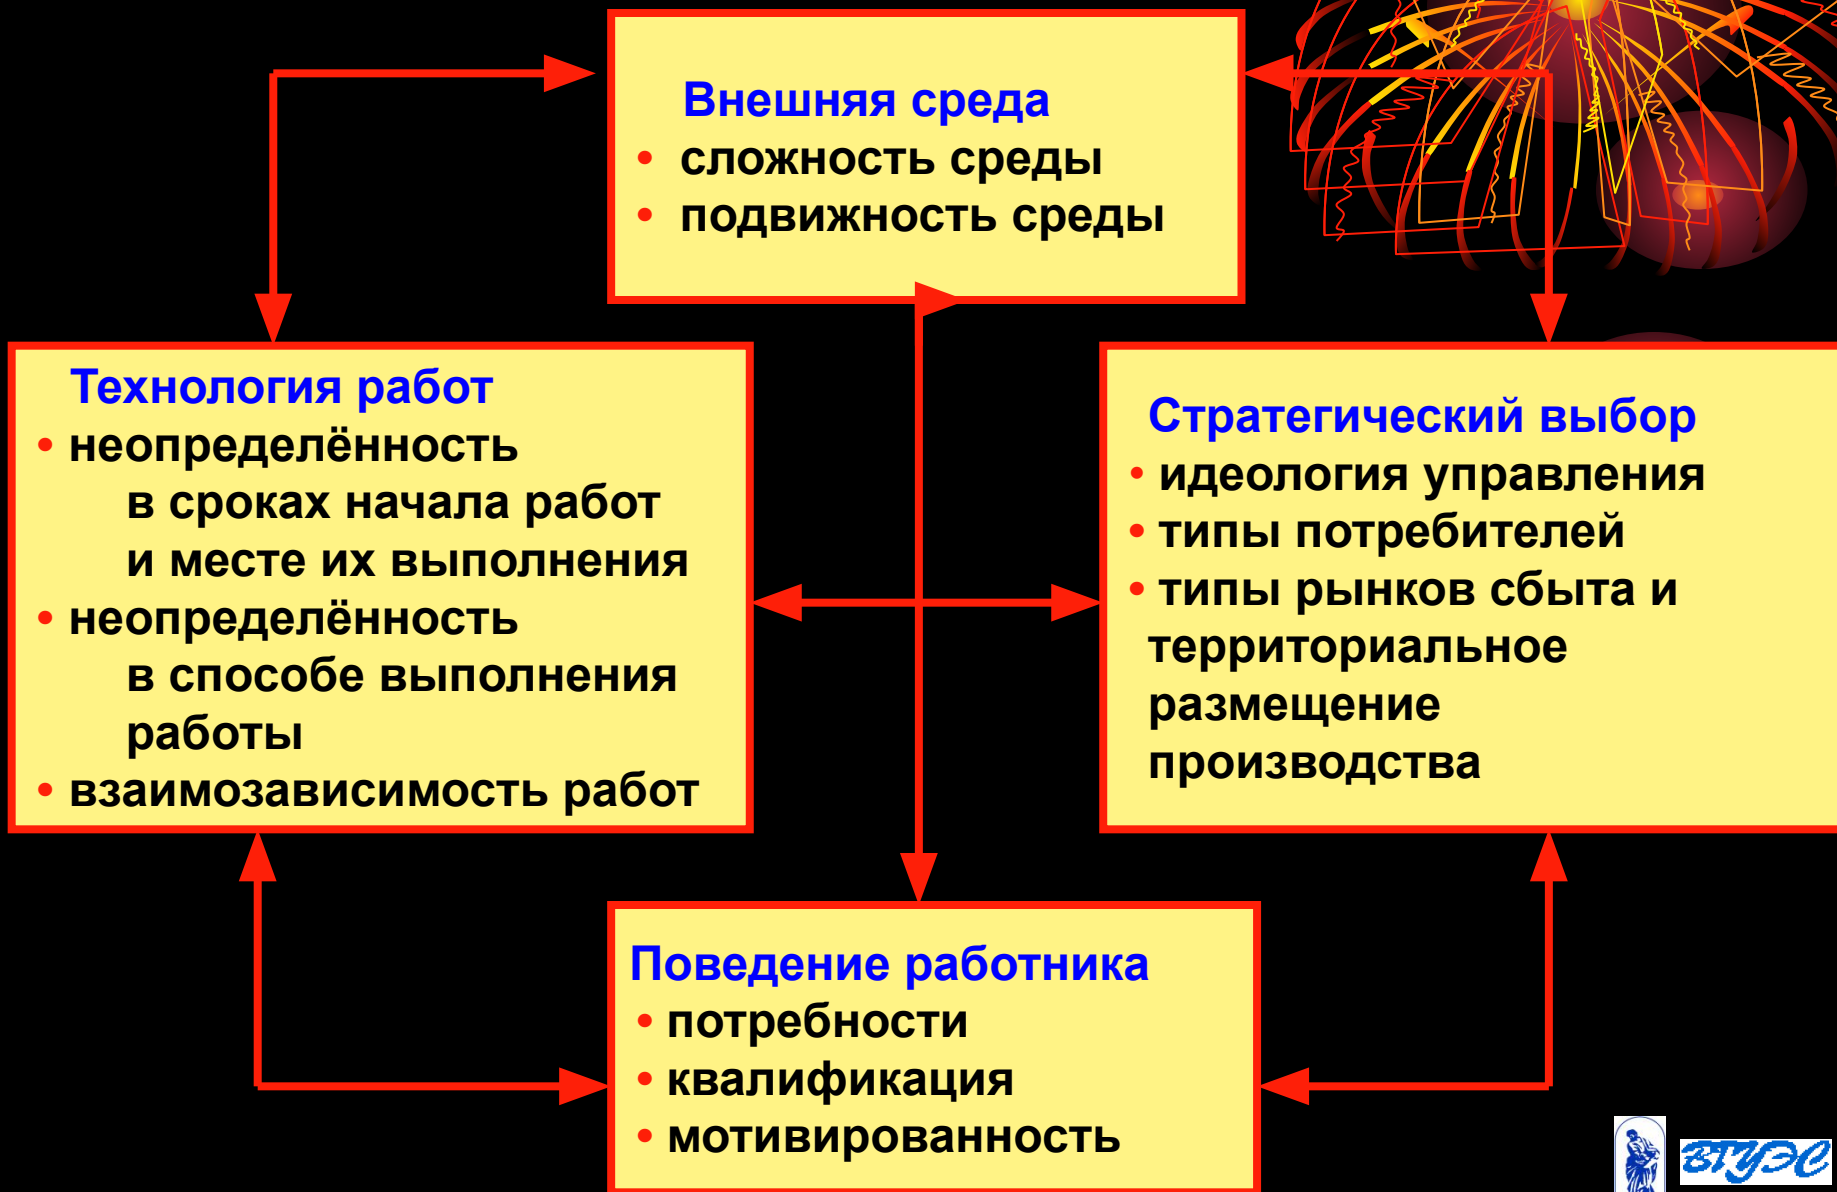 Внешняя среда
• сложность среды
• подвижность среды
Технология работ
• неопределённость
в сроках начала работ
и месте их выполнения
• неопределённость
в способе выполнения
работы
• взаимозависимость работ
Стратегический выбор
• идеология управления
• типы потребителей
• типы рынков сбыта и
территориальное
размещение
производства
Поведение работника
• потребности
• квалификация
• мотивированность
ВГУЭС